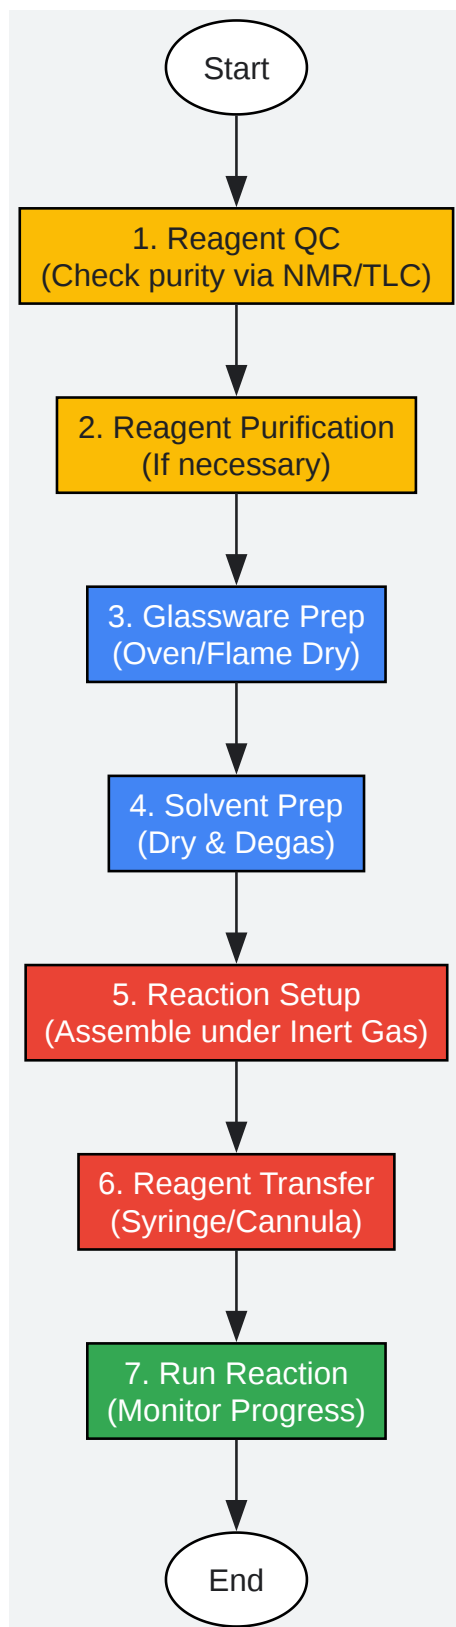 Start
1. Reagent QC
(Check purity via NMR/TLC)
2. Reagent Purification
(If necessary)
3. Glassware Prep
(Oven/Flame Dry)
4. Solvent Prep
(Dry & Degas)
5. Reaction Setup
(Assemble under Inert Gas)
6. Reagent Transfer
(Syringe/Cannula)
7. Run Reaction
(Monitor Progress)
End